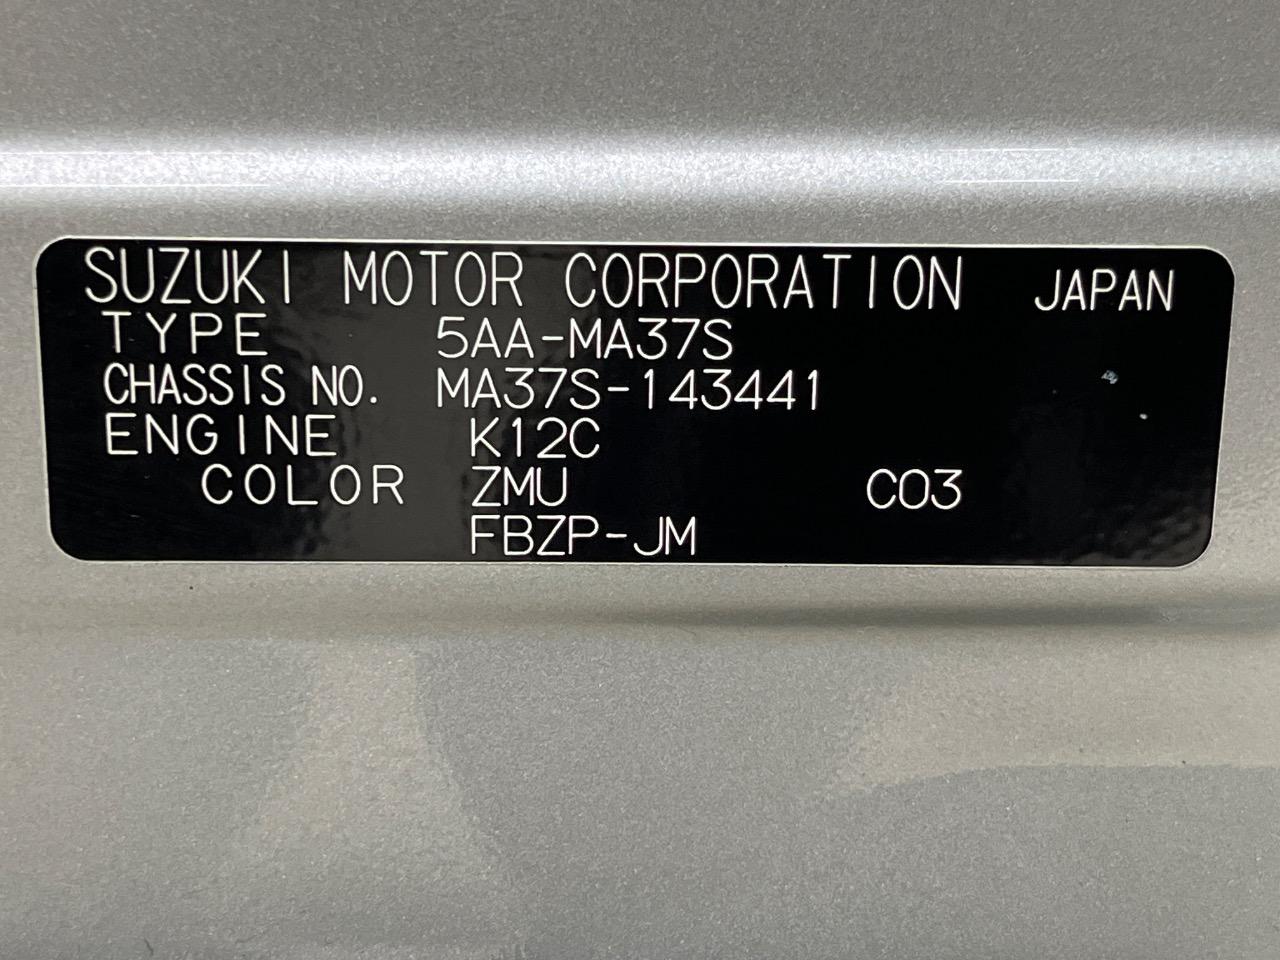 SUZUKI MOTOR CORPORATION JAPAN
TYPE 5AA-MA37S
CHASSIS NO. MA37S-143441
ENGINE K12C
COLOR ZMU C03
FBZP-JM